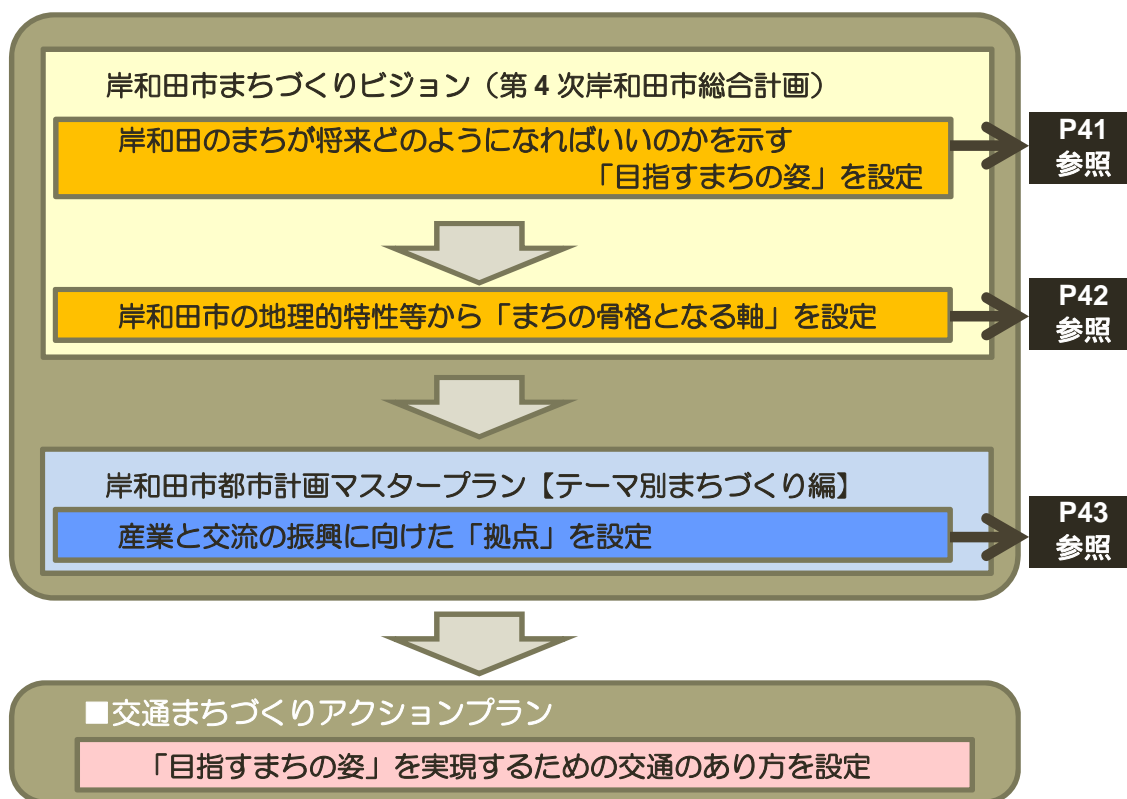 岸和田市まちづくりビジョン（第4次岸和田市総合計画）
岸和田のまちが将来どのようになればいいのかを示す
「目指すまちの姿」を設定
P41
参照
岸和田市の地理的特性等から「まちの骨格となる軸」を設定
P42
参照
岸和田市都市計画マスタープラン【テーマ別まちづくり編】
産業と交流の振興に向けた「拠点」を設定
P43
参照
■交通まちづくりアクションプラン
「目指すまちの姿」を実現するための交通のあり方を設定